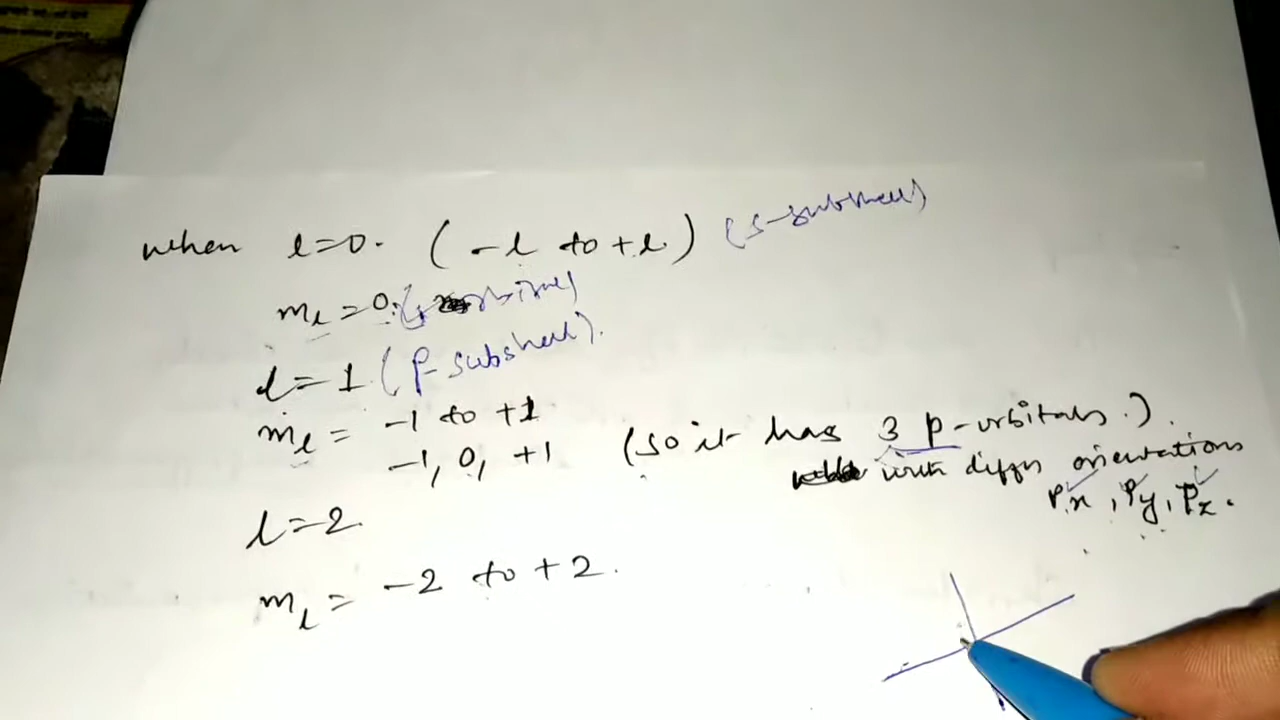 when l=0. (-l to +l) (s-subshell)
mₗ = 0.
l = 1 (p-subshell).
mₗ = -1 to +1
-1, 0, +1 (so it has 3 p-orbitals.)
with diffn orientations
Px, Py, Pz.
l=2.
mₗ = -2 to +2.